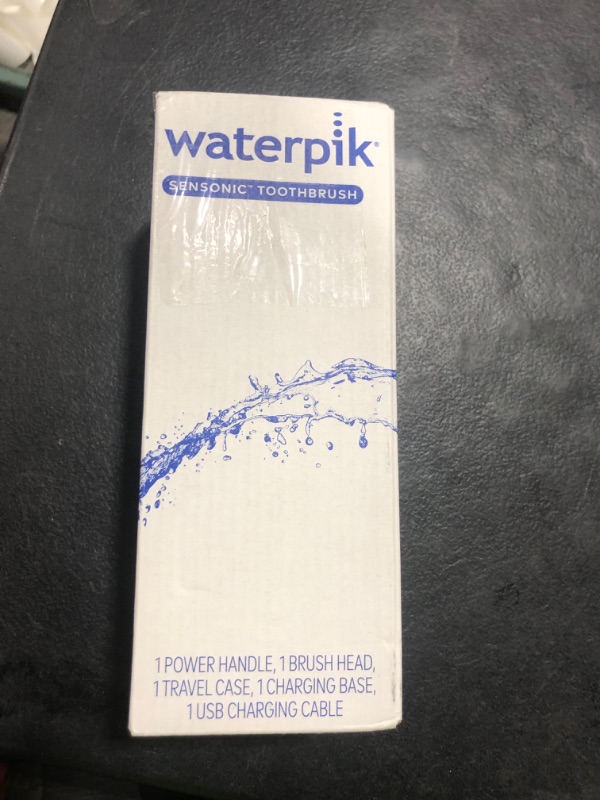 waterpik®
SENSONIC™ TOOTHBRUSH
1 POWER HANDLE, 1 BRUSH HEAD,
1 TRAVEL CASE, 1 CHARGING BASE,
1 USB CHARGING CABLE